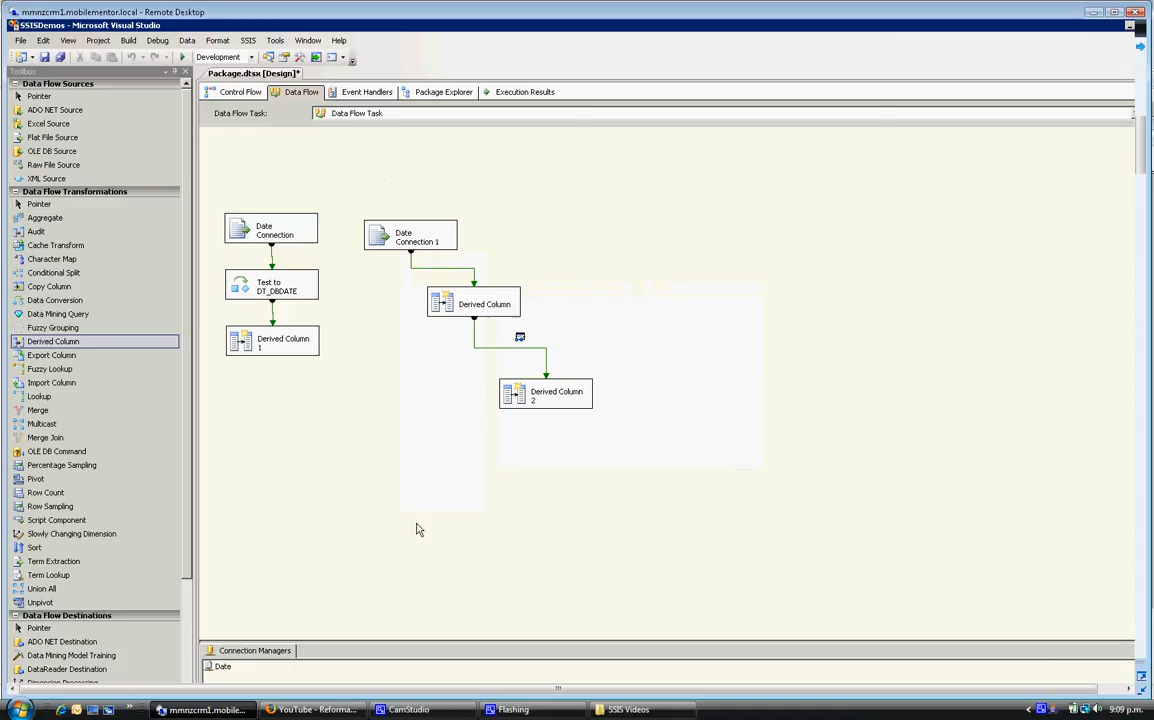 mmnzcrm1.mobilementor.local - Remote Desktop
SSISDemos - Microsoft Visual Studio
File Edit View Project Build Debug Data Format SSIS Tools Window Help
Development
Toolbox
Package.dtsx [Design]*
Data Flow Sources
Control Flow Data Flow Event Handlers Package Explorer Execution Results
Pointer
ADO NET Source
Data Flow Task: Data Flow Task
Excel Source
Flat File Source
OLE DB Source
Raw File Source
XML Source
Data Flow Transformations
Pointer
Aggregate
Audit
Cache Transform
Character Map
Conditional Split
Copy Column
Data Conversion
Data Mining Query
Fuzzy Grouping
Derived Column
Export Column
Fuzzy Lookup
Import Column
Lookup
Merge
Multicast
Merge Join
OLE DB Command
Percentage Sampling
Pivot
Row Count
Row Sampling
Script Component
Slowly Changing Dimension
Sort
Term Extraction
Term Lookup
Union All
Unpivot
Data Flow Destinations
Pointer
ADO NET Destination
Data Mining Model Training
DataReader Destination
Date
Connection
Test to
DT_DBDATE
Derived Column
1
Date
Connection 1
Derived Column
Derived Column
2
Connection Managers
Date
mmnzcrm1.mobile...
YouTube - Reforma...
CamStudio
Flashing
SSIS Videos
9:09 p.m.